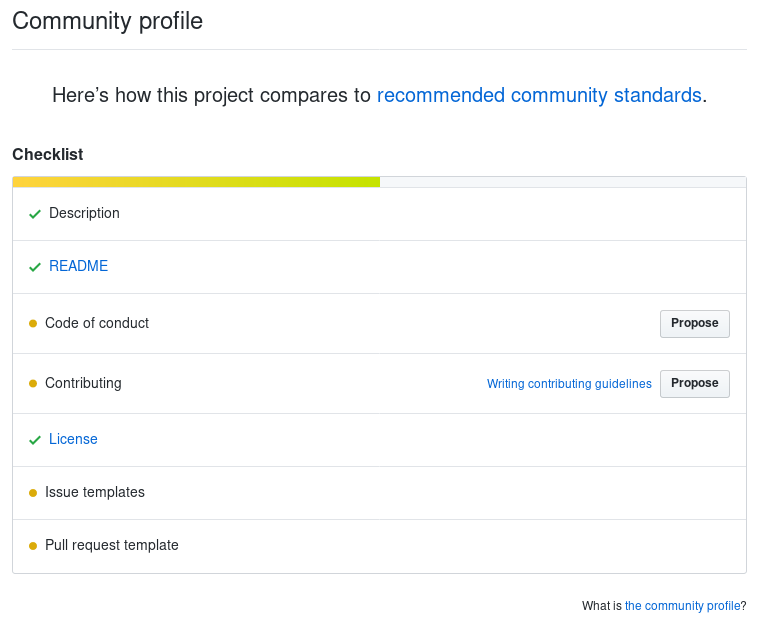 Community profile
Here's how this project compares to recommended community standards.
Checklist
Description
README
Code of conduct Propose
Contributing Writing contributing guidelines Propose
License
Issue templates
Pull request template
What is the community profile?